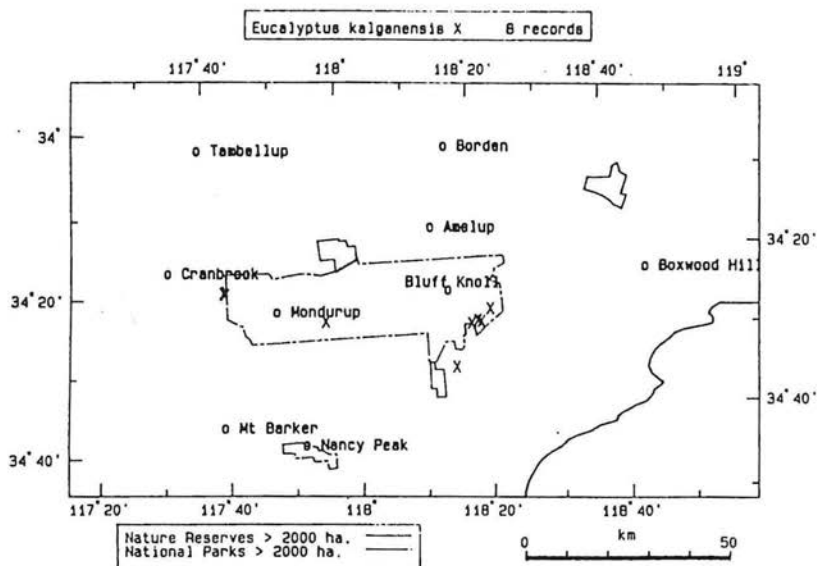 Eucalyptus kalganensis X 8 records
117°40' 118° 118°20' 118°40' 119°
34°
Tambellup
Borden
Amelup
34°20'
Cranbrook
Bluff Knoll
Boxwood Hill
34°20'
Mondurup
34°40'
Mt Barker
Nancy Peak
34°40'
117°20' 117°40' 118° 118°20' 118°40'
Nature Reserves > 2000 ha.
National Parks > 2000 ha.
km
0 50